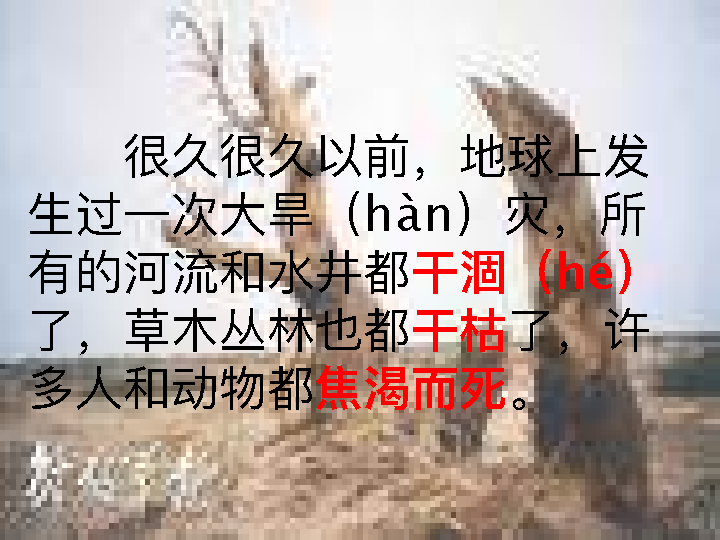 很久很久以前，地球上发
生过一次大旱（hàn）灾，所
有的河流和水井都干涸（hé）
了，草木丛林也都干枯了，许
多人和动物都焦渴而死。